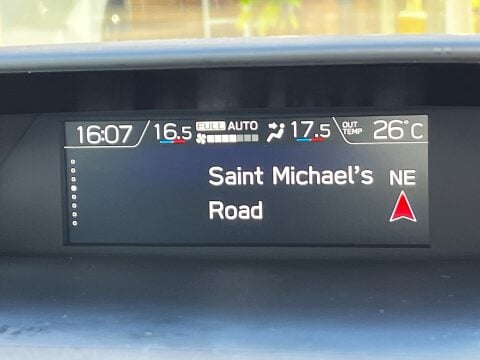 16:07 16.5 FULL AUTO 17.5 OUT TEMP 26°C
Saint Michael's NE
Road